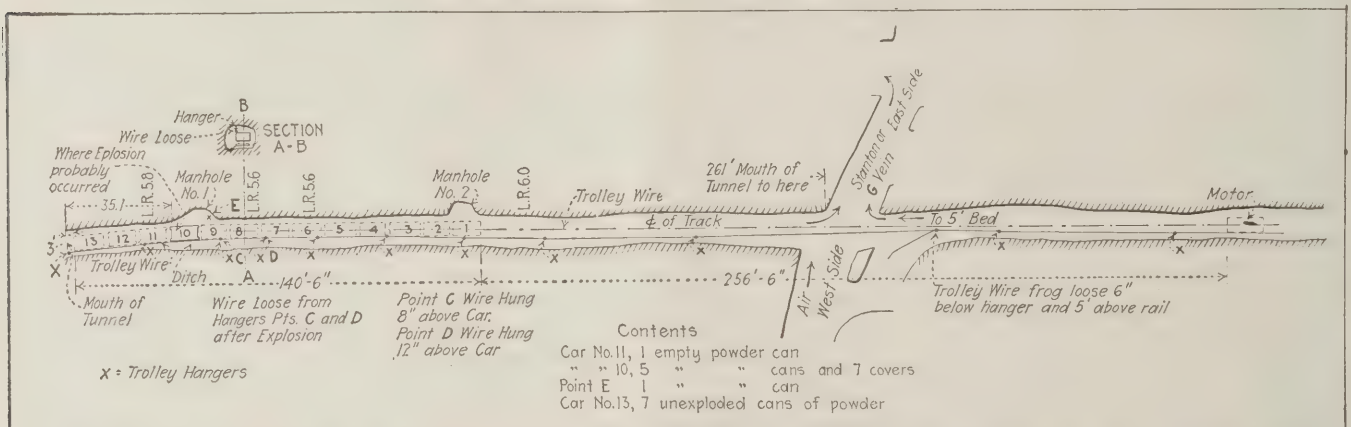 B
Hanger
Wire Loose
SECTION
A-B
Where Eplosion
probably
occurred
Manhole
No. 1
35.1
L.R.5.8
E
L.R.5.6
L.R.5.6
Manhole
No. 2
L.R.6.0
Trolley Wire
261' Mouth of
Tunnel to here
Stanton or East Side
G Vein
₵ of Track
To 5' Bed
Motor
3
13 12 11 10 9 8 7 6 5 4 3 2 1
X
Trolley Wire
Ditch
C
D
A
140'-6"
256'-6"
Mouth of
Tunnel
Wire Loose from
Hangers Pts. C and D
after Explosion
Point C Wire Hung
8" above Car.
Point D Wire Hung
12" above Car
Air
West Side
Trolley Wire frog loose 6"
below hanger and 5' above rail
x = Trolley Hangers
Contents
Car No.11, 1 empty powder can
" " 10, 5 " " cans and 7 covers
Point E 1 " " can
Car No.13, 7 unexploded cans of powder